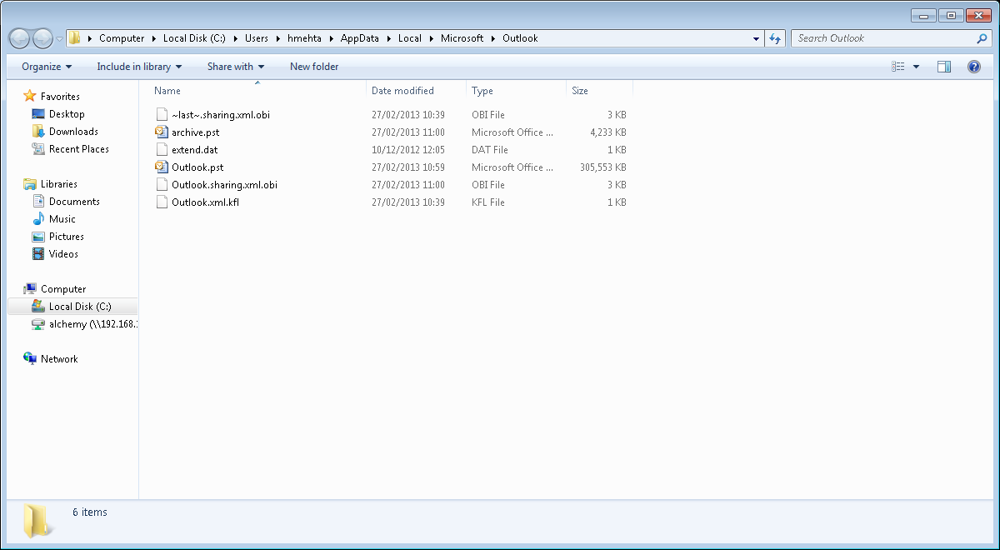 Computer Local Disk (C:) Users hmehta AppData Local Microsoft Outlook
Search Outlook
Organize Include in library Share with New folder
Favorites
Desktop
Downloads
Recent Places
Libraries
Documents
Music
Pictures
Videos
Computer
Local Disk (C:)
alchemy (\\192.168.
Network
Name Date modified Type Size
~last~.sharing.xml.obi 27/02/2013 10:39 OBI File 3 KB
archive.pst 27/02/2013 11:00 Microsoft Office ... 4,233 KB
extend.dat 10/12/2012 12:05 DAT File 1 KB
Outlook.pst 27/02/2013 10:59 Microsoft Office ... 305,553 KB
Outlook.sharing.xml.obi 27/02/2013 11:00 OBI File 3 KB
Outlook.xml.kfl 27/02/2013 10:39 KFL File 1 KB
6 items